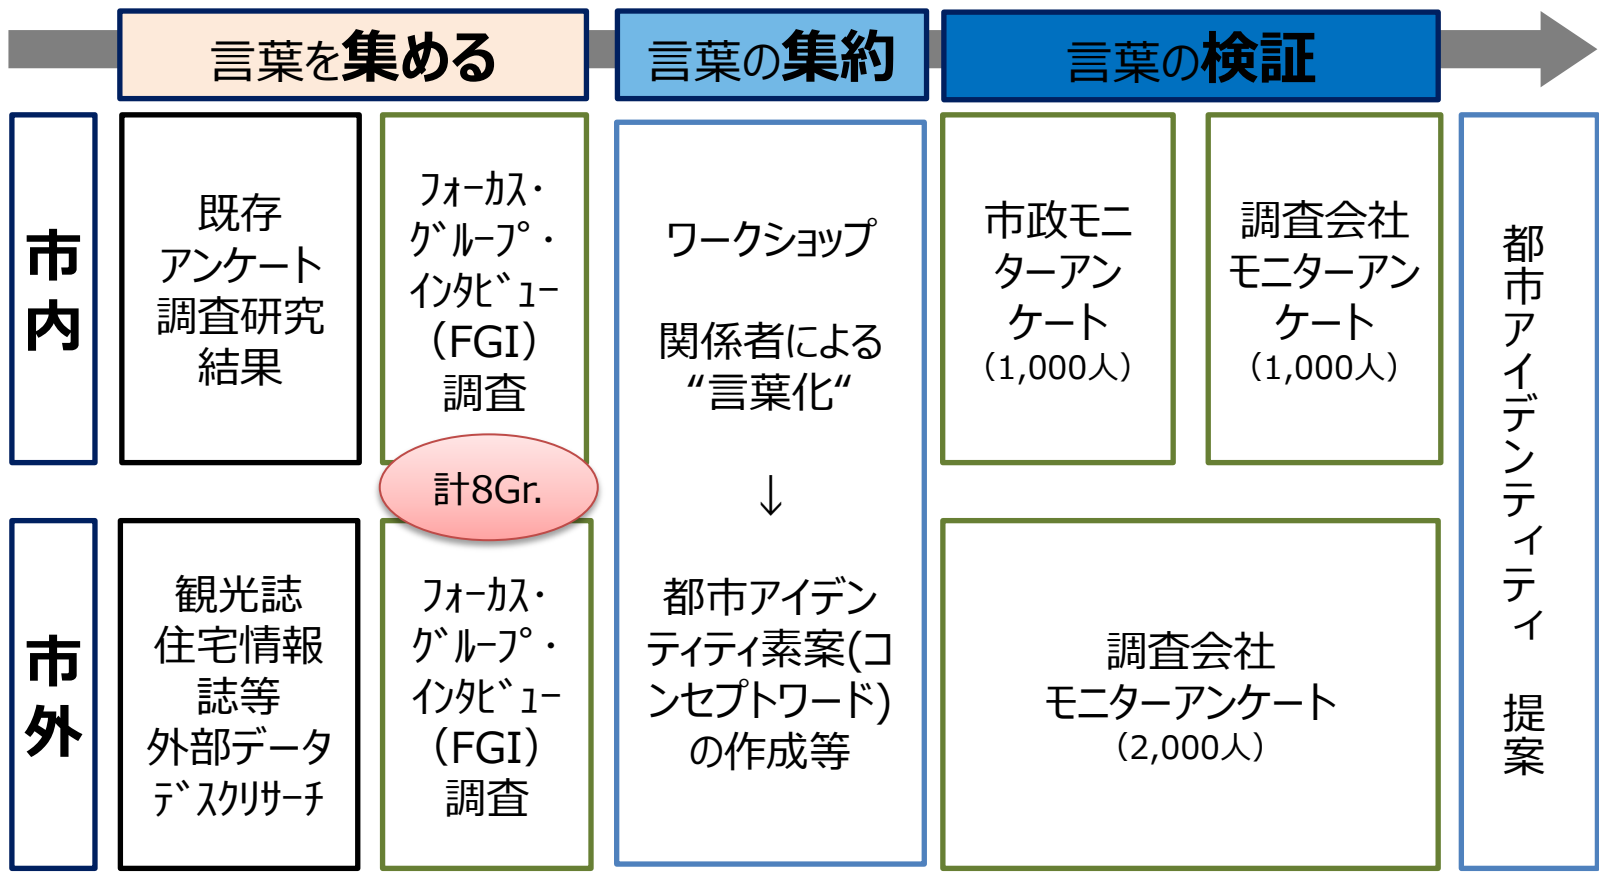 言葉を集める
言葉の集約
言葉の検証
市
内
既存
アンケート
調査研究
結果
ﾌｫｰｶｽ・
ｸﾞﾙｰﾌﾟ・
ｲﾝﾀﾋﾞｭｰ
（FGI）
調査
計8Gr.
市
外
観光誌
住宅情報
誌等
外部データ
ﾃﾞｽｸﾘｻｰﾁ
ﾌｫｰｶｽ・
ｸﾞﾙｰﾌﾟ・
ｲﾝﾀﾋﾞｭｰ
（FGI）
調査
ワークショップ
関係者による
“言葉化“
↓
都市アイデン
ティティ素案(コ
ンセプトワード)
の作成等
市政モニ
ターアン
ケート
（1,000人）
調査会社
モニターアン
ケート
（1,000人）
調査会社
モニターアンケート
（2,000人）
都市アイデンティティ　提案